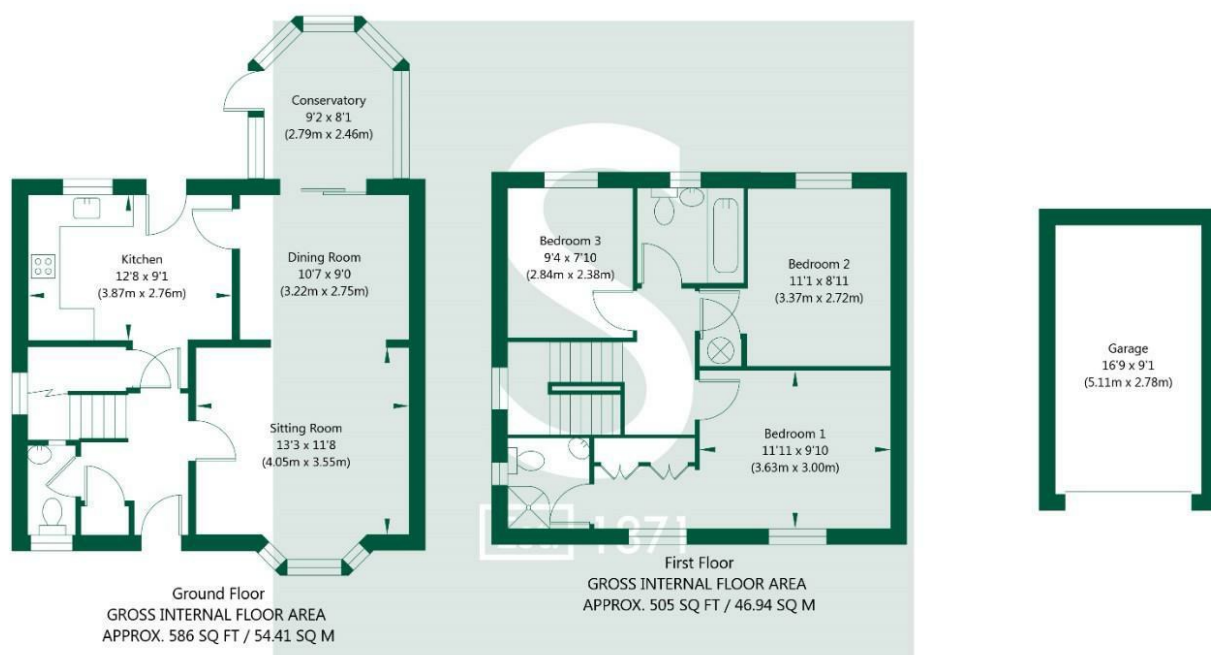 Conservatory
9'2 x 8'1
(2.79m x 2.46m)
Kitchen
12'8 x 9'1
(3.87m x 2.76m)
Dining Room
10'7 x 9'0
(3.22m x 2.75m)
Sitting Room
13'3 x 11'8
(4.05m x 3.55m)
Ground Floor
GROSS INTERNAL FLOOR AREA
APPROX. 586 SQ FT / 54.41 SQ M
Bedroom 3
9'4 x 7'10
(2.84m x 2.38m)
Bedroom 2
11'1 x 8'11
(3.37m x 2.72m)
Bedroom 1
11'11 x 9'10
(3.63m x 3.00m)
S
1871
First Floor
GROSS INTERNAL FLOOR AREA
APPROX. 505 SQ FT / 46.94 SQ M
Garage
16'9 x 9'1
(5.11m x 2.78m)